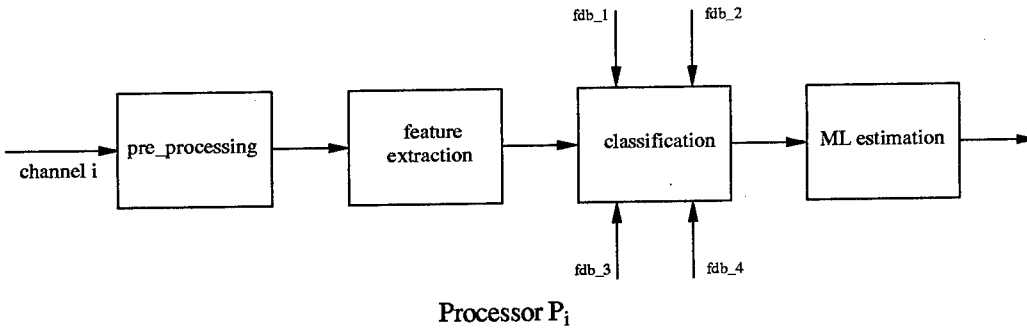 fdb_1
fdb_2
channel i
pre_processing
feature
extraction
classification
ML estimation
fdb_3
fdb_4
Processor Pi